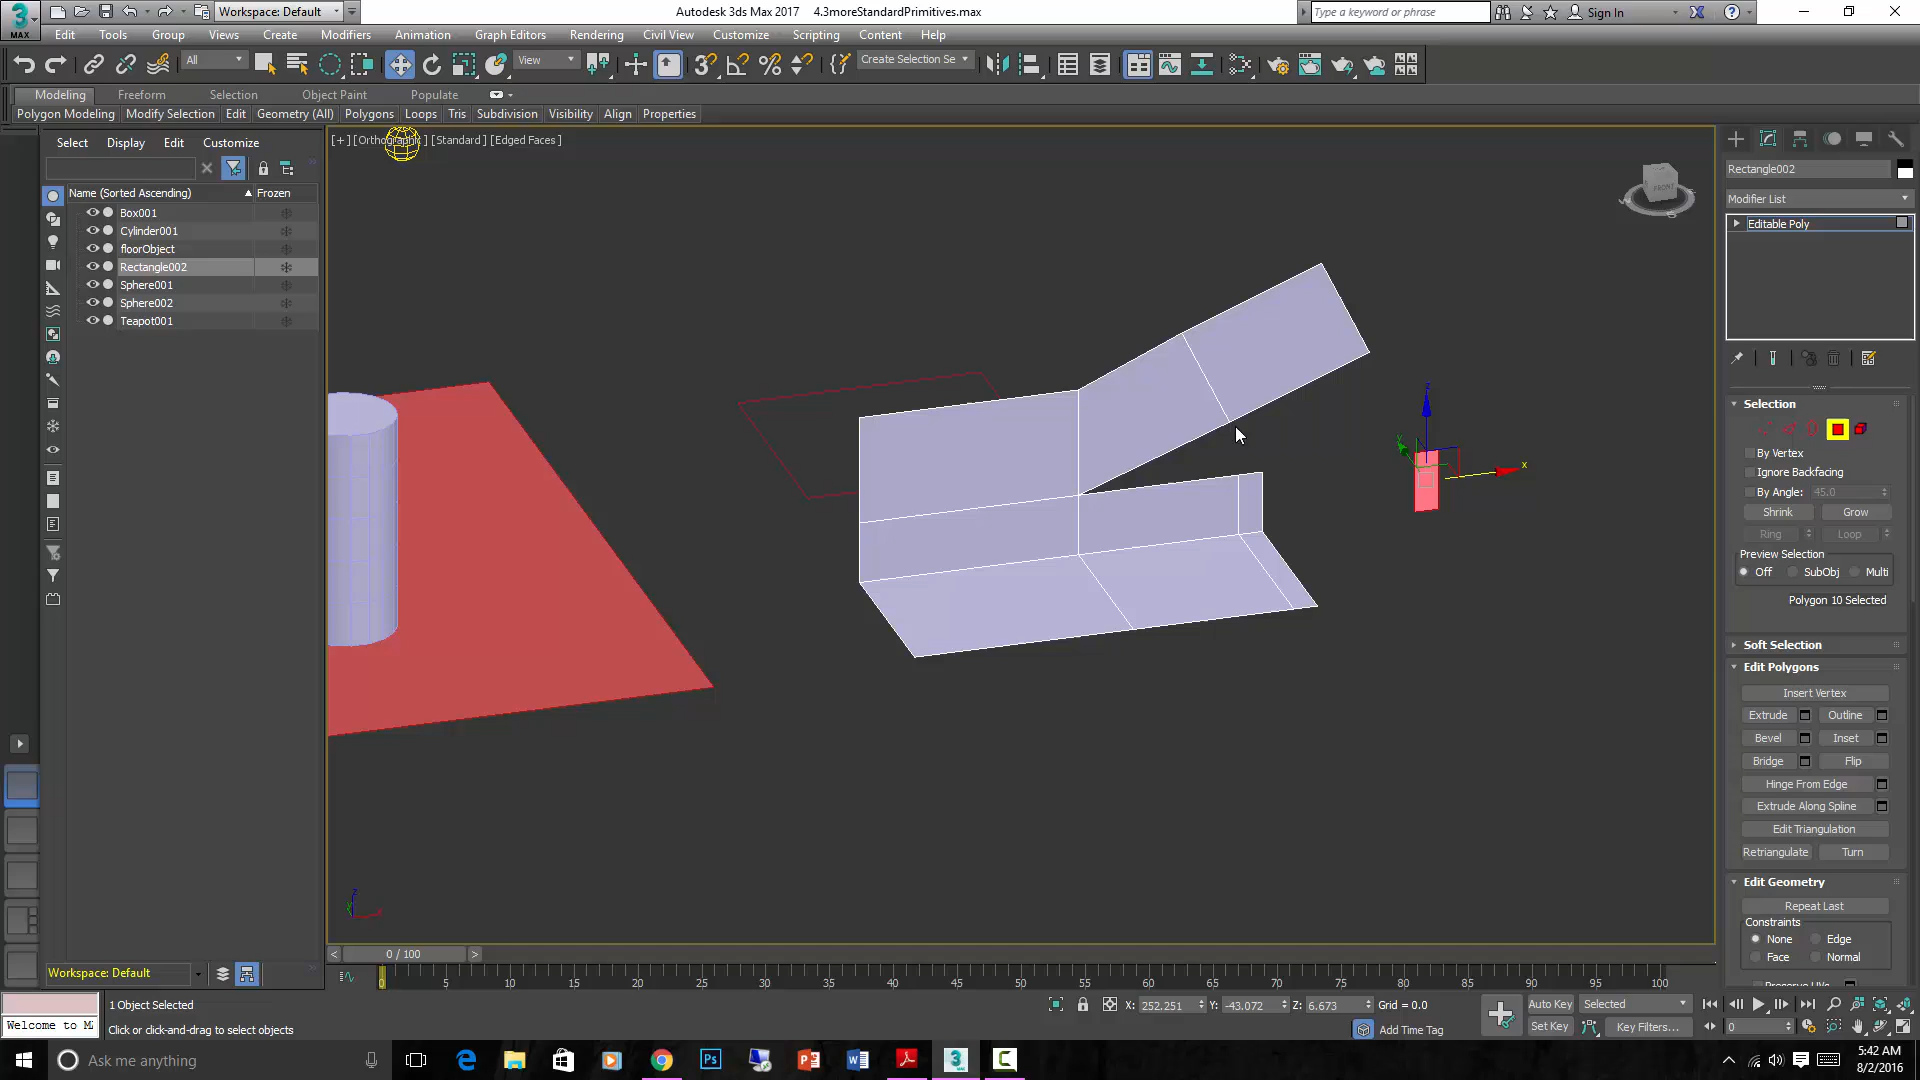 MAX
Workspace: Default
Autodesk 3ds Max 2017 4.3moreStandardPrimitives.max
Type a keyword or phrase
Sign In
Edit Tools Group Views Create Modifiers Animation Graph Editors Rendering Civil View Customize Scripting Content Help
All
View
Create Selection Se
Modeling Freeform Selection Object Paint Populate
Polygon Modeling Modify Selection Edit Geometry (All) Polygons Loops Tris Subdivision Visibility Align Properties
Select Display Edit Customize
Name (Sorted Ascending) Frozen
Box001
Cylinder001
floorObject
Rectangle002
Sphere001
Sphere002
Teapot001
Workspace: Default
[+] [Orthographic] [Standard] [Edged Faces]
FRONT
z
x
y
Rectangle002
Modifier List
Editable Poly
Selection
By Vertex
Ignore Backfacing
By Angle: 45.0
Shrink Grow
Ring Loop
Preview Selection
Off SubObj Multi
Polygon 10 Selected
Soft Selection
Edit Polygons
Insert Vertex
Extrude Outline
Bevel Inset
Bridge Flip
Hinge From Edge
Extrude Along Spline
Edit Triangulation
Retriangulate Turn
Edit Geometry
Repeat Last
Constraints
None Edge
Face Normal
Preserve UVs
< 0 / 100 >
0 5 10 15 20 25 30 35 40 45 50 55 60 65 70 75 80 85 90 95 100
1 Object Selected
Welcome to M
Click or click-and-drag to select objects
X: 252.251 Y: -43.072 Z: 6.673 Grid = 0.0
Add Time Tag
Auto Key Selected
Set Key Key Filters...
0
Ask me anything
5:42 AM
8/2/2016